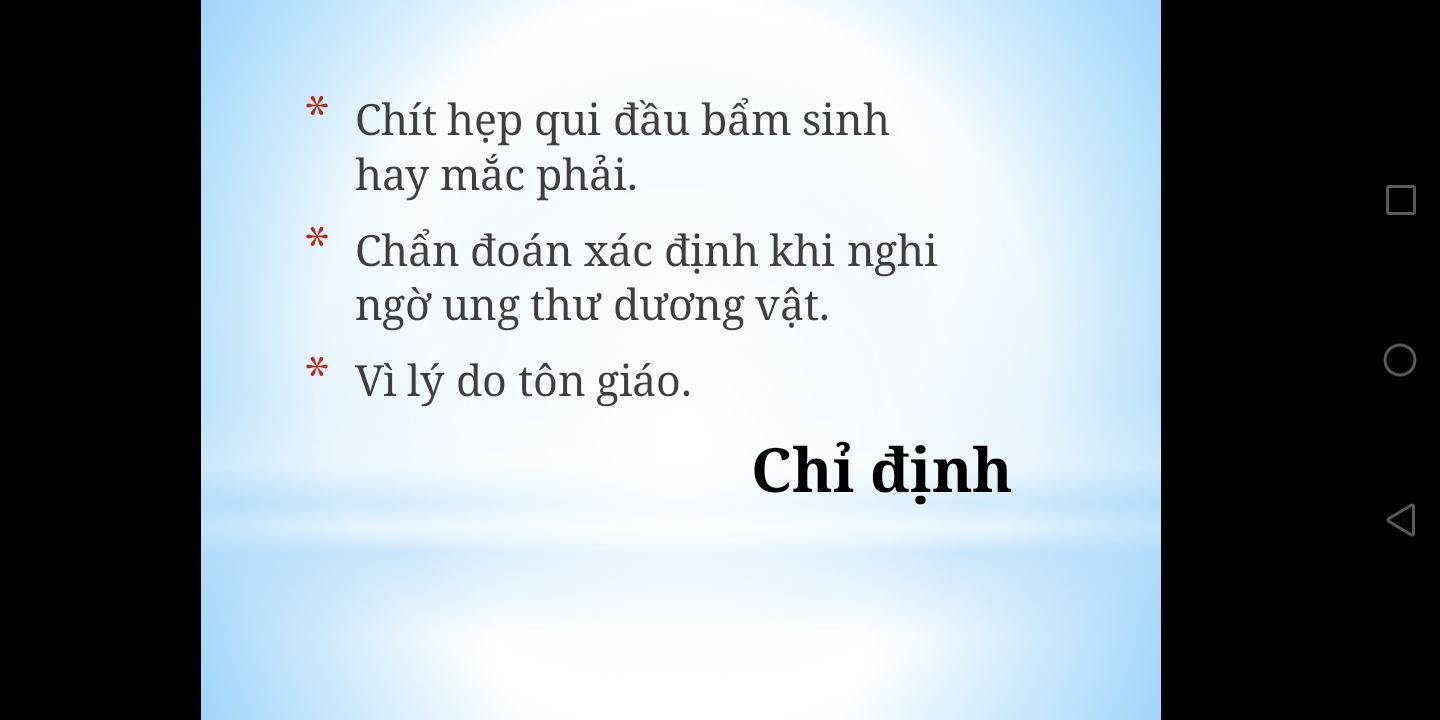 * Chít hẹp qui đầu bẩm sinh
hay mắc phải.
* Chẩn đoán xác định khi nghi
ngờ ung thư dương vật.
* Vì lý do tôn giáo.
Chỉ định